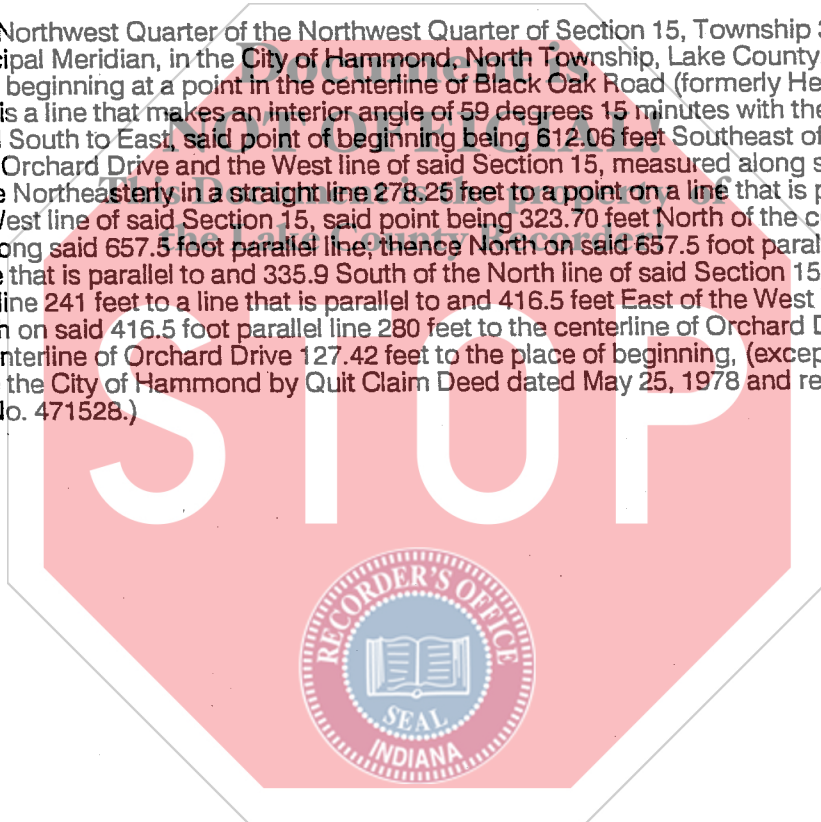 Northwest Quarter of the Northwest Quarter of Section 15, Township 3
cipal Meridian, in the City of Hammond, North Township, Lake County
beginning at a point in the centerline of Black Oak Road (formerly He
is a line that makes an interior angle of 59 degrees 15 minutes with the
South to East, said point of beginning being 612.06 feet Southeast of
Orchard Drive and the West line of said Section 15, measured along s
e Northeasterly in a straight line 278.25 feet to a point on a line that is p
West line of said Section 15, said point being 323.70 feet North of the c
ong said 657.5 foot parallel line, thence North on said 657.5 foot paral
e that is parallel to and 335.9 South of the North line of said Section 15
line 241 feet to a line that is parallel to and 416.5 feet East of the West
n on said 416.5 foot parallel line 280 feet to the centerline of Orchard D
nterline of Orchard Drive 127.42 feet to the place of beginning, (excep
the City of Hammond by Quit Claim Deed dated May 25, 1978 and re
No. 471528.)
Document is
NOT OFFICIAL!
This Document is the property of
the Lake County Recorder!
STOP
RECORDER'S OFFICE
SEAL
INDIANA